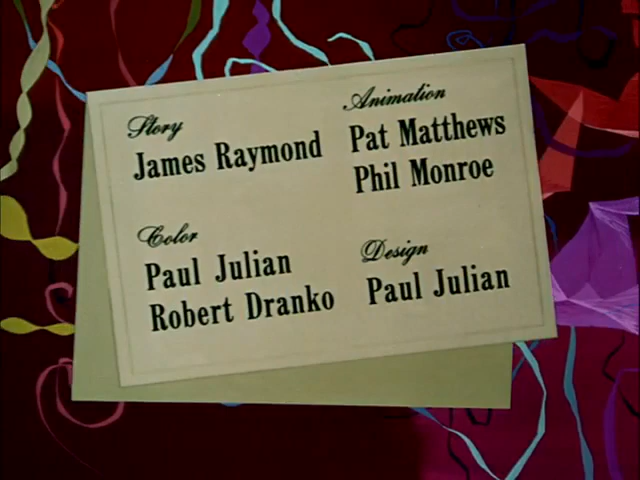 Story
James Raymond
Animation
Pat Matthews
Phil Monroe
Color
Paul Julian
Robert Dranko
Design
Paul Julian